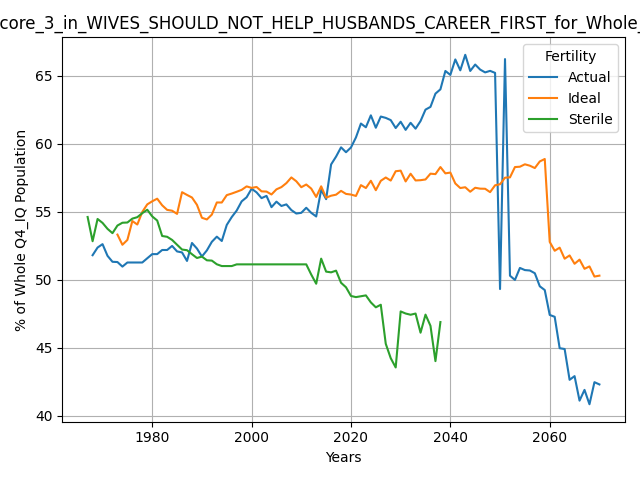 core_3_in_WIVES_SHOULD_NOT_HELP_HUSBANDS_CAREER_FIRST_for_Whole_
Fertility
Actual
Ideal
Sterile
% of Whole Q4_IQ Population
65
60
55
50
45
40
1980
2000
2020
2040
2060
Years